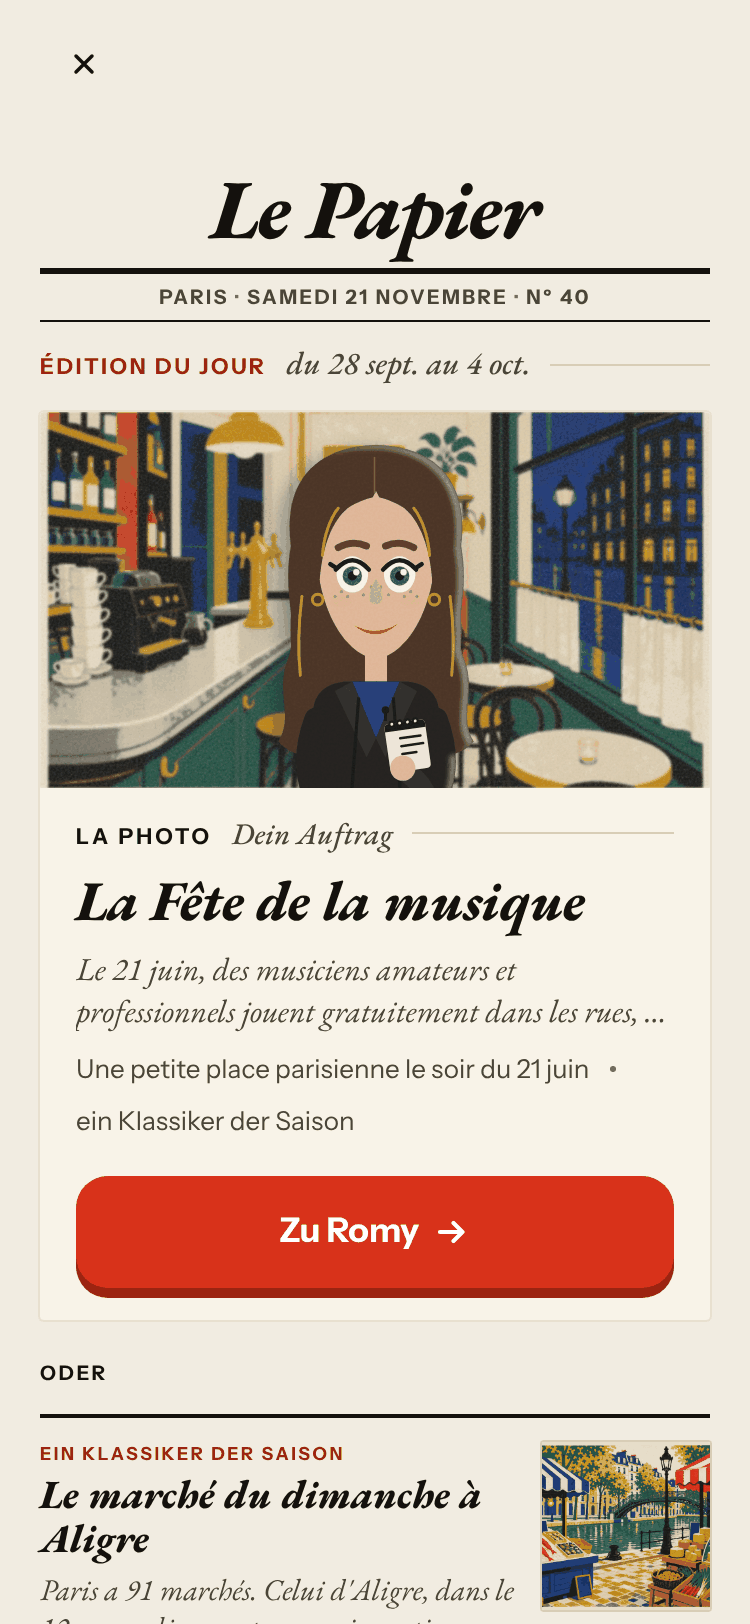 Le Papier
PARIS · SAMEDI 21 NOVEMBRE · N° 40
ÉDITION DU JOUR du 28 sept. au 4 oct.
LA PHOTO Dein Auftrag
La Fête de la musique
Le 21 juin, des musiciens amateurs et
professionnels jouent gratuitement dans les rues, ...
Une petite place parisienne le soir du 21 juin •
ein Klassiker der Saison
Zu Romy →
ODER
EIN KLASSIKER DER SAISON
Le marché du dimanche à
Aligre
Paris a 91 marchés. Celui d'Aligre, dans le